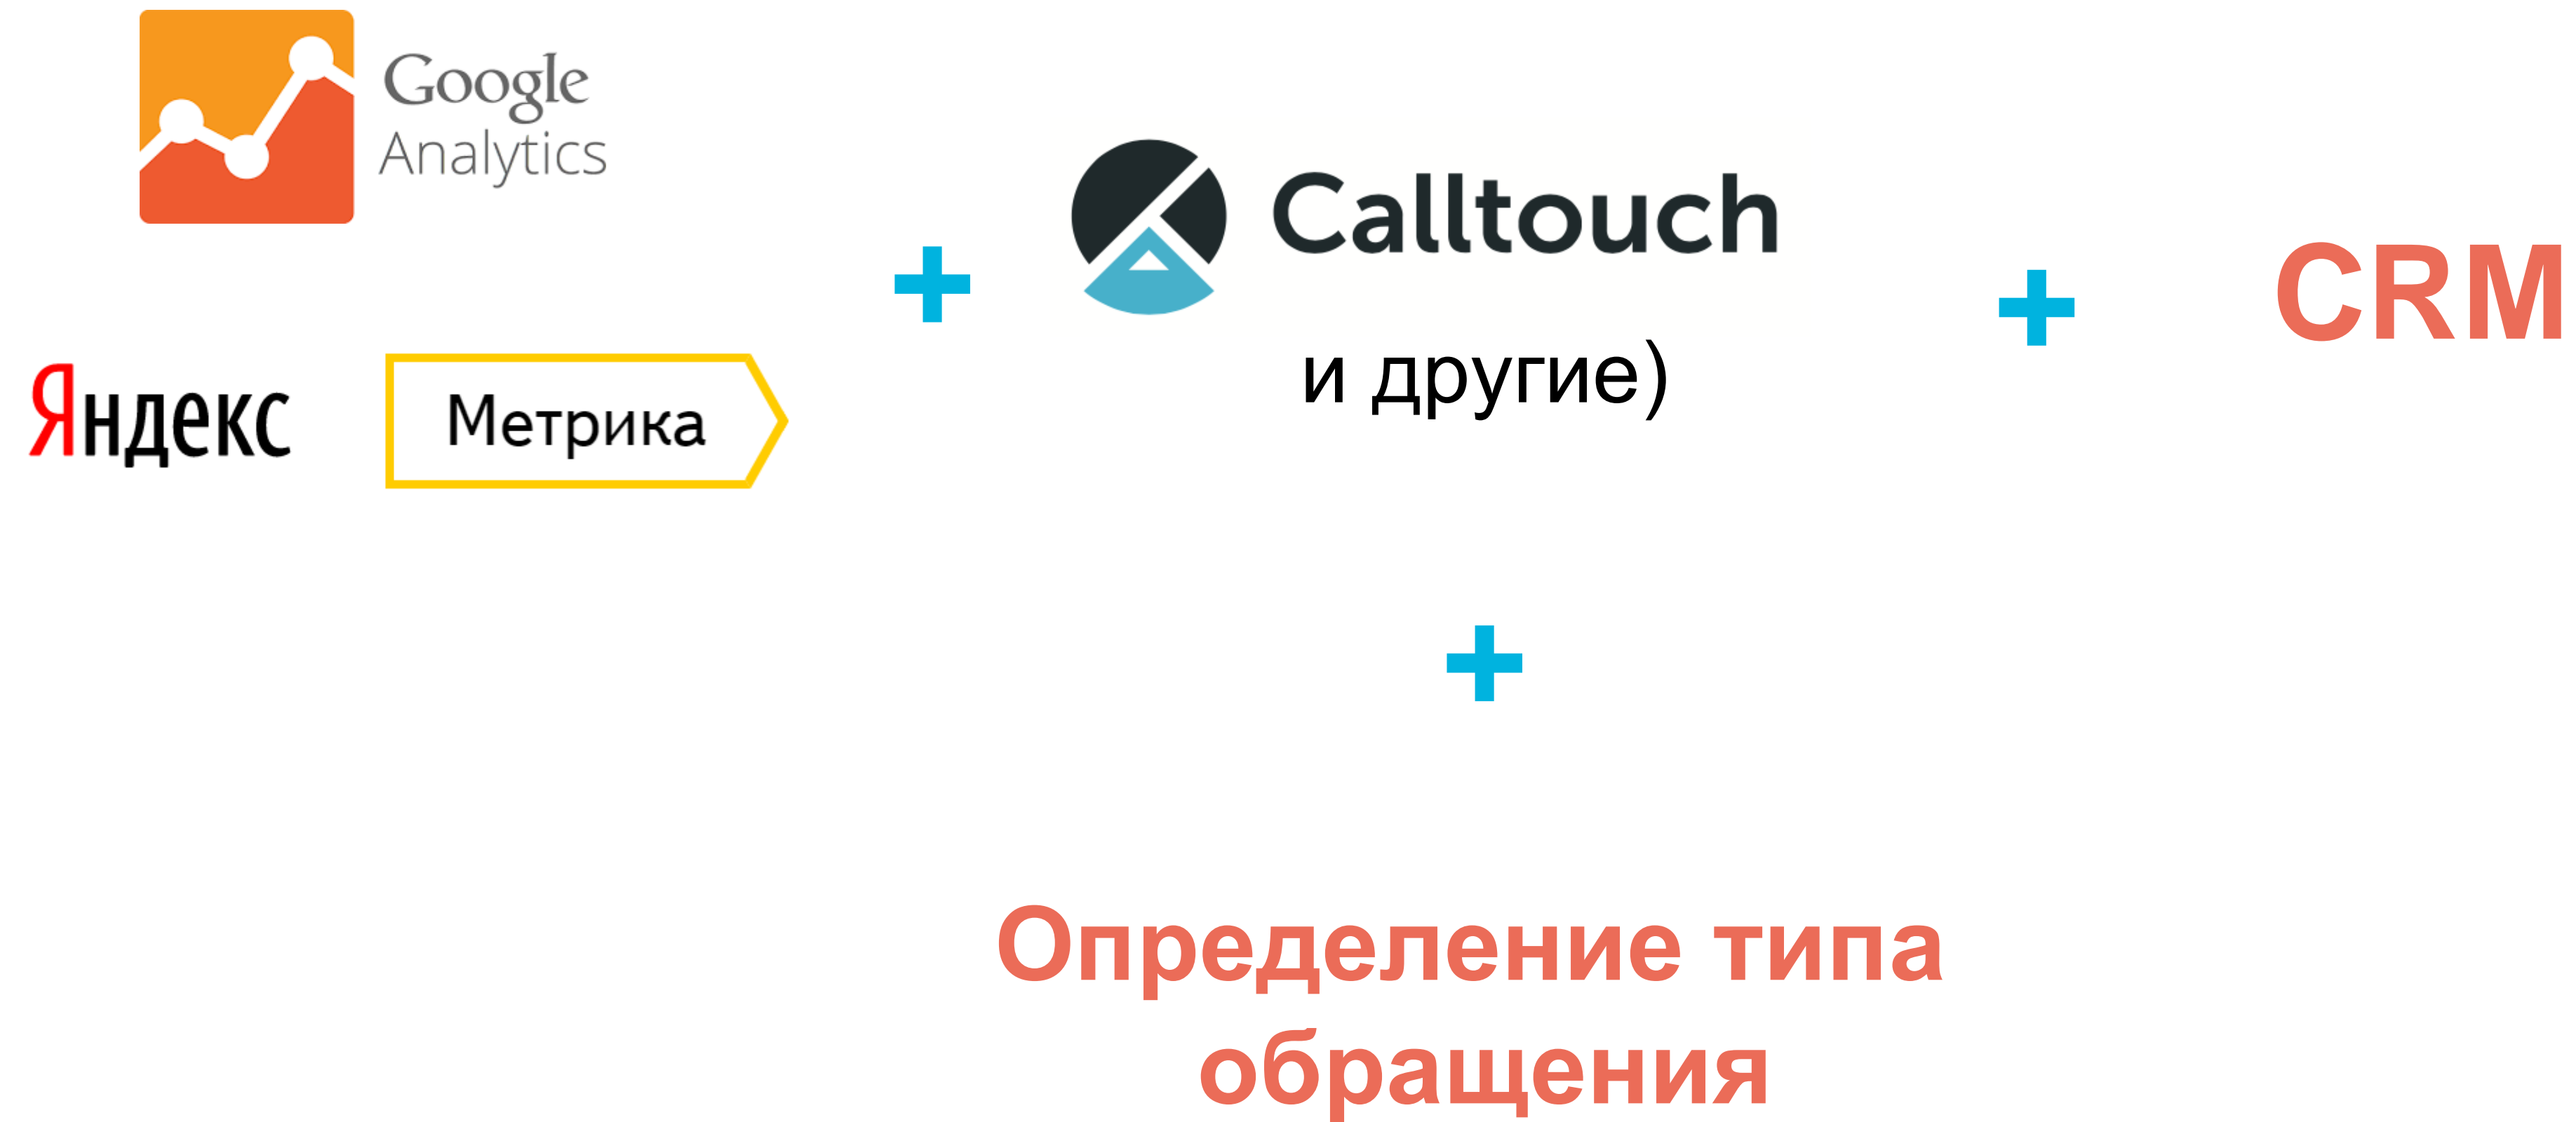 Google
Analytics
Яндекс
Метрика
+
Calltouch
и другие)
+
CRM
+
Определение типа
обращения